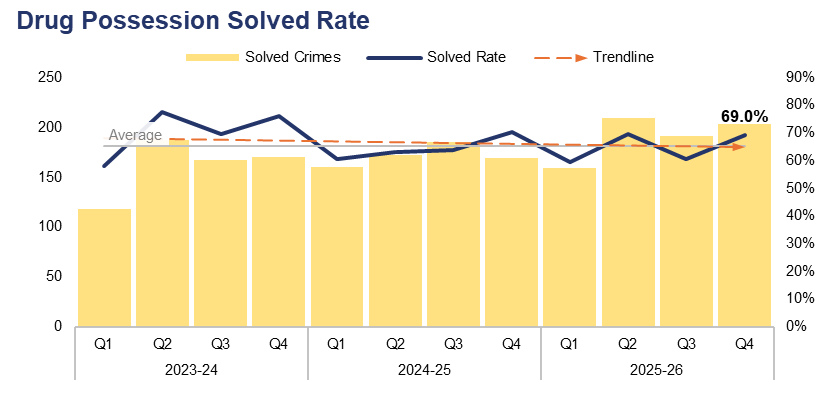 Drug Possession Solved Rate
Solved Crimes Solved Rate Trendline
250 90%
80%
200 70%
69.0%
Average
60%
150
50%
100 40%
30%
50 20%
10%
0 0%
Q1 Q2 Q3 Q4 Q1 Q2 Q3 Q4 Q1 Q2 Q3 Q4
2023-24 2024-25 2025-26